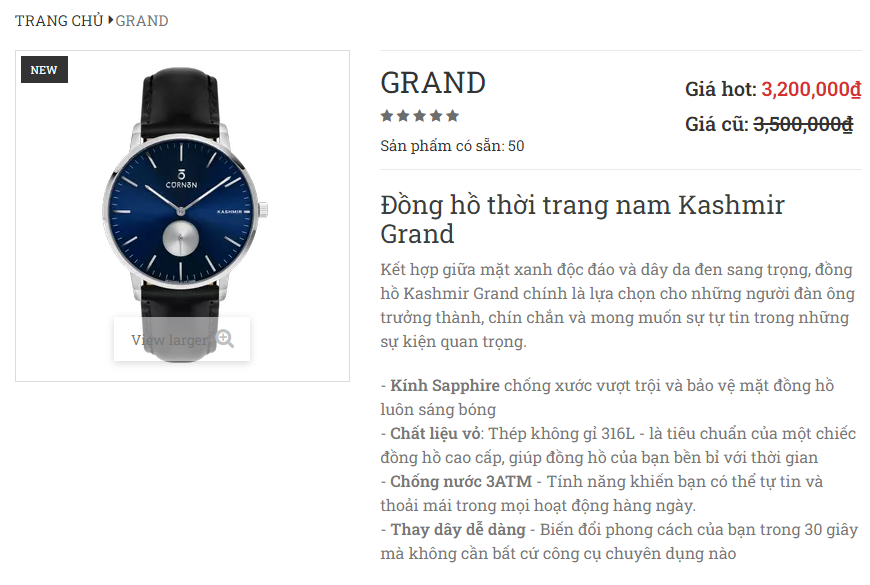 TRANG CHỦ GRAND
NEW
CURNON
KASHMIR
View larger
GRAND
Sản phẩm có sẵn: 50
Giá hot: 3,200,000₫
Giá cũ: 3,500,000₫
Đồng hồ thời trang nam Kashmir
Grand
Kết hợp giữa mặt xanh độc đáo và dây da đen sang trọng, đồng
hồ Kashmir Grand chính là lựa chọn cho những người đàn ông
trưởng thành, chín chắn và mong muốn sự tự tin trong những
sự kiện quan trọng.
- Kính Sapphire chống xước vượt trội và bảo vệ mặt đồng hồ
luôn sáng bóng
- Chất liệu vỏ: Thép không gỉ 316L - là tiêu chuẩn của một chiếc
đồng hồ cao cấp, giúp đồng hồ của bạn bền bỉ với thời gian
- Chống nước 3ATM - Tính năng khiến bạn có thể tự tin và
thoải mái trong mọi hoạt động hàng ngày.
- Thay dây dễ dàng - Biến đổi phong cách của bạn trong 30 giây
mà không cần bất cứ công cụ chuyên dụng nào